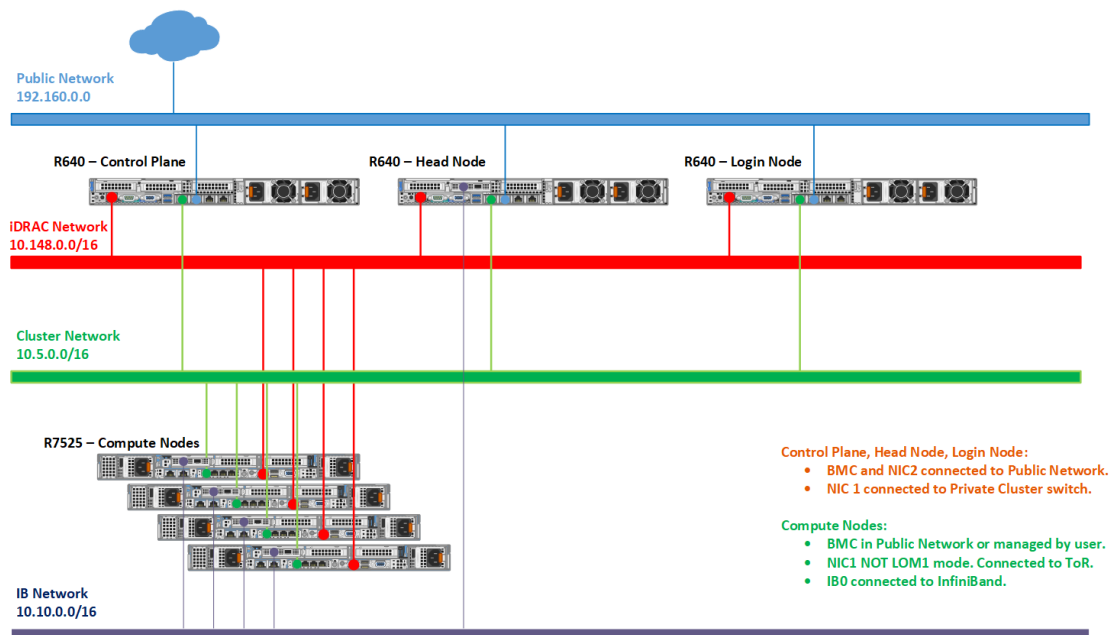 Public Network
192.160.0.0
R640 – Control Plane
R640 – Head Node
R640 – Login Node
iDRAC Network
10.148.0.0/16
Cluster Network
10.5.0.0/16
R7525 – Compute Nodes
Control Plane, Head Node, Login Node:
• BMC and NIC2 connected to Public Network.
• NIC 1 connected to Private Cluster switch.
Compute Nodes:
• BMC in Public Network or managed by user.
• NIC1 NOT LOM1 mode. Connected to ToR.
• IB0 connected to InfiniBand.
IB Network
10.10.0.0/16